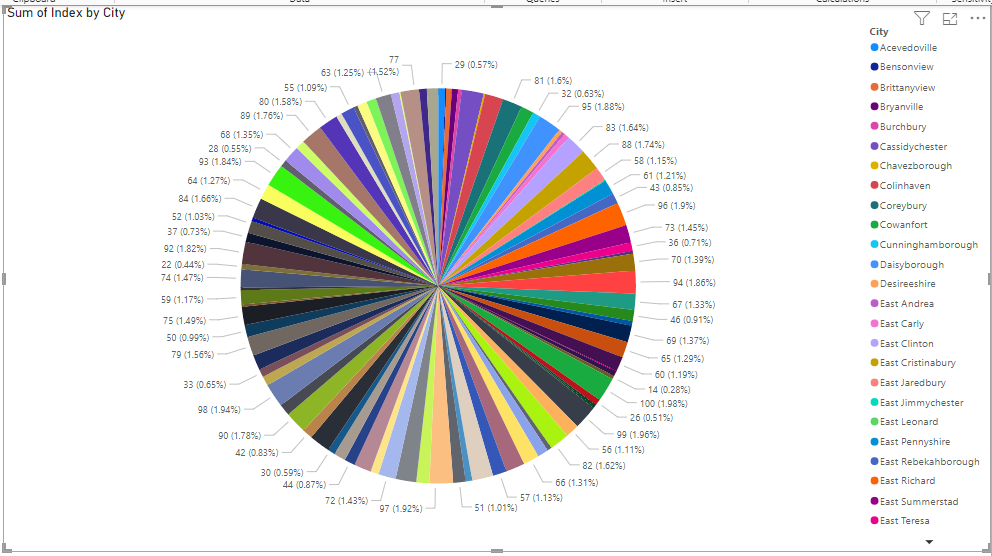 Sum of Index by City
77
63 (1.25%)
(1.52%)
29 (0.57%)
55 (1.09%)
81 (1.6%)
80 (1.58%)
32 (0.63%)
89 (1.76%)
95 (1.88%)
68 (1.35%)
83 (1.64%)
28 (0.55%)
88 (1.74%)
93 (1.84%)
58 (1.15%)
64 (1.27%)
61 (1.21%)
43 (0.85%)
84 (1.66%)
96 (1.9%)
52 (1.03%)
73 (1.45%)
37 (0.73%)
36 (0.71%)
92 (1.82%)
70 (1.39%)
22 (0.44%)
74 (1.47%)
94 (1.86%)
59 (1.17%)
67 (1.33%)
75 (1.49%)
46 (0.91%)
50 (0.99%)
69 (1.37%)
79 (1.56%)
65 (1.29%)
60 (1.19%)
33 (0.65%)
14 (0.28%)
100 (1.98%)
98 (1.94%)
26 (0.51%)
90 (1.78%)
99 (1.96%)
42 (0.83%)
56 (1.11%)
30 (0.59%)
82 (1.62%)
44 (0.87%)
66 (1.31%)
72 (1.43%)
57 (1.13%)
97 (1.92%)
51 (1.01%)
City
Acevedoville
Bensonview
Brittanyview
Bryanville
Burchbury
Cassidychester
Chavezborough
Colinhaven
Coreybury
Cowanfort
Cunninghamborough
Daisyborough
Desireeshire
East Andrea
East Carly
East Clinton
East Cristinabury
East Jaredbury
East Jimmychester
East Leonard
East Pennyshire
East Rebekahborough
East Richard
East Summerstad
East Teresa